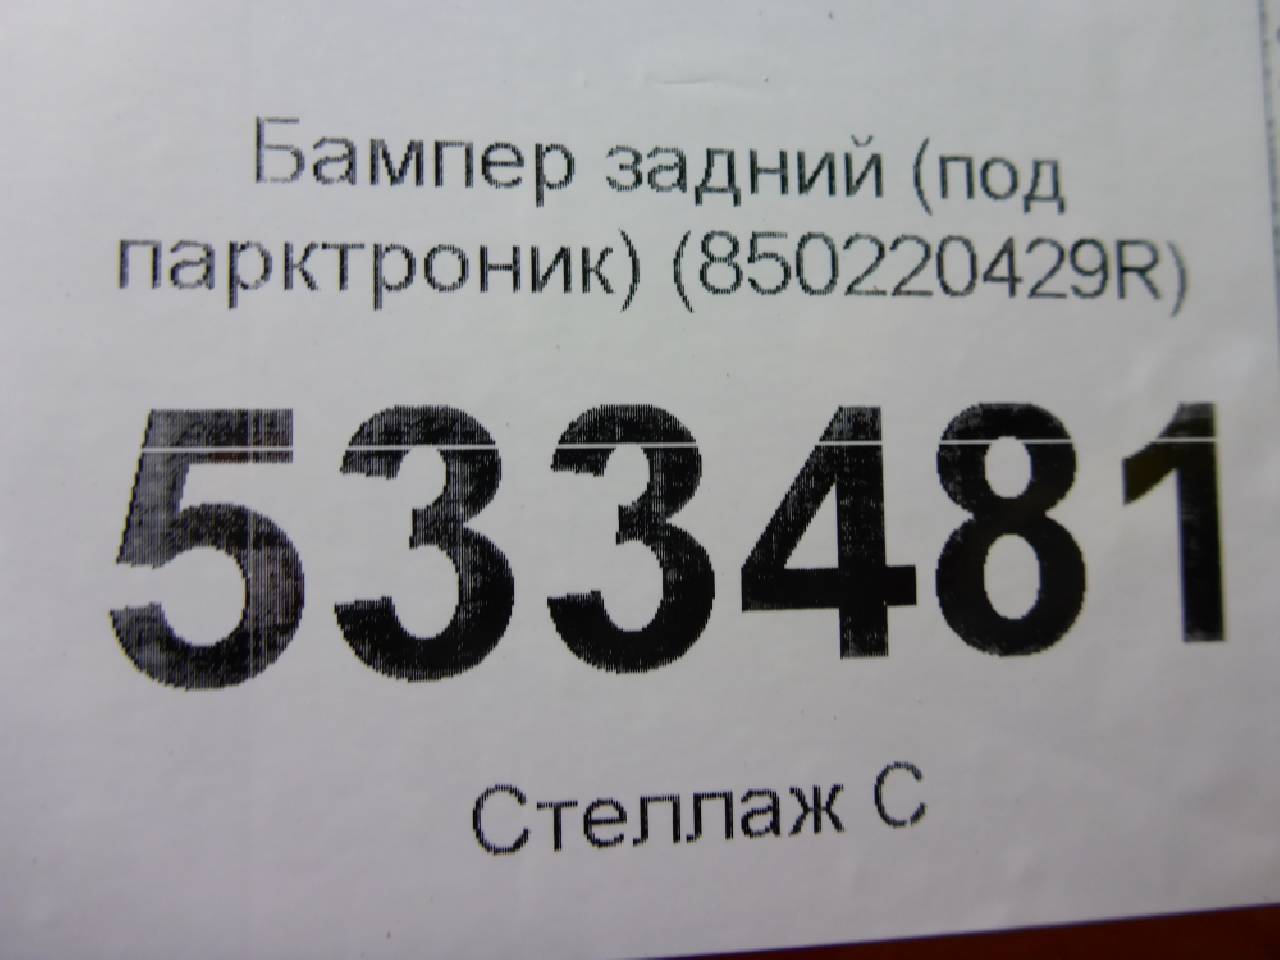 Бампер задний (под
парктроник) (850220429R)
533481
Стеллаж С